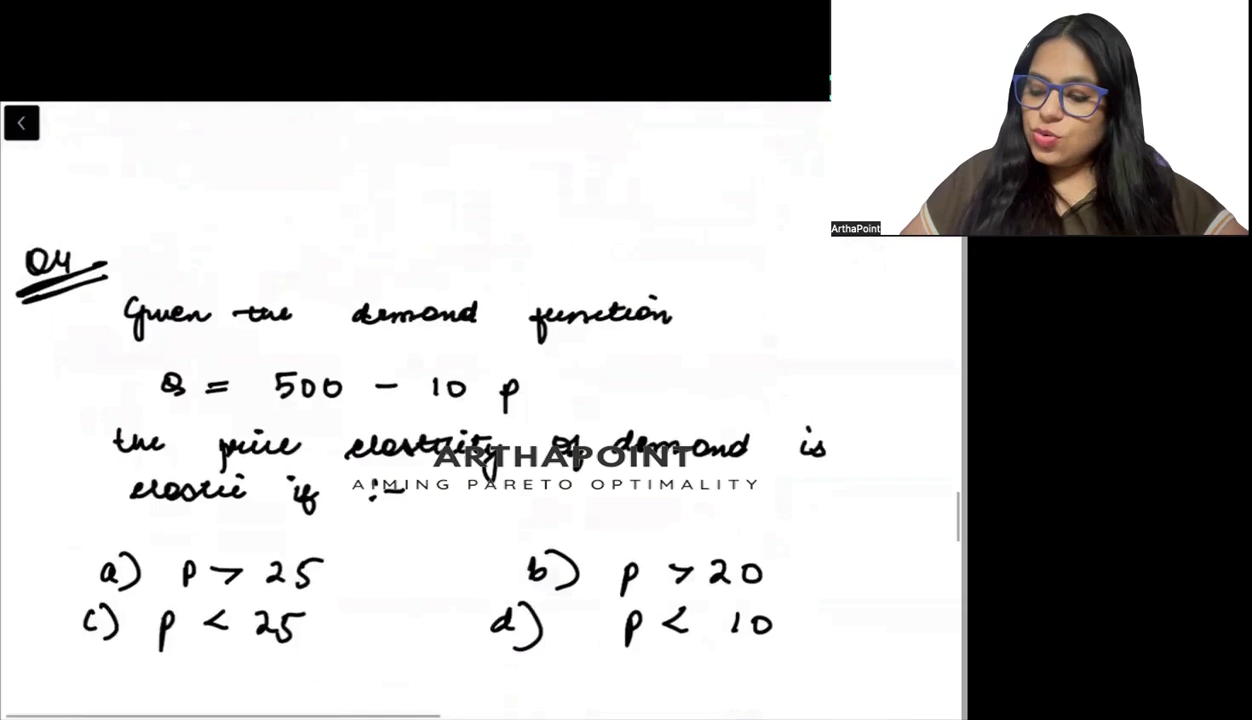 ArthaPoint
Q4
Given the demand function
Q = 500 - 10 p
the price elasticity of demand is
elastic if :-
ARTHAPOINT
AIMING PARETO OPTIMALITY
a) p > 25 b) p > 20
c) p < 25 d) p < 10